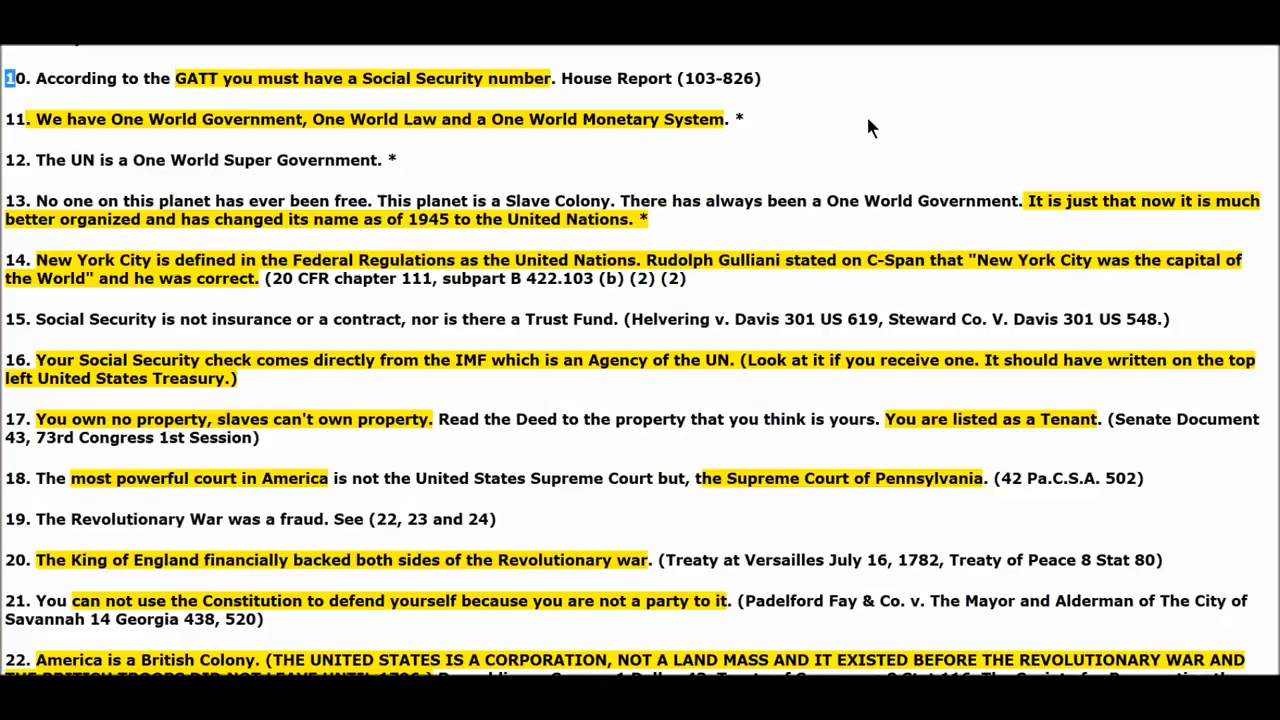 10. According to the GATT you must have a Social Security number. House Report (103-826)
11. We have One World Government, One World Law and a One World Monetary System. *
12. The UN is a One World Super Government. *
13. No one on this planet has ever been free. This planet is a Slave Colony. There has always been a One World Government. It is just that now it is much
better organized and has changed its name as of 1945 to the United Nations. *
14. New York City is defined in the Federal Regulations as the United Nations. Rudolph Gulliani stated on C-Span that "New York City was the capital of
the World" and he was correct. (20 CFR chapter 111, subpart B 422.103 (b) (2) (2)
15. Social Security is not insurance or a contract, nor is there a Trust Fund. (Helvering v. Davis 301 US 619, Steward Co. V. Davis 301 US 548.)
16. Your Social Security check comes directly from the IMF which is an Agency of the UN. (Look at it if you receive one. It should have written on the top
left United States Treasury.)
17. You own no property, slaves can't own property. Read the Deed to the property that you think is yours. You are listed as a Tenant. (Senate Document
43, 73rd Congress 1st Session)
18. The most powerful court in America is not the United States Supreme Court but, the Supreme Court of Pennsylvania. (42 Pa.C.S.A. 502)
19. The Revolutionary War was a fraud. See (22, 23 and 24)
20. The King of England financially backed both sides of the Revolutionary war. (Treaty at Versailles July 16, 1782, Treaty of Peace 8 Stat 80)
21. You can not use the Constitution to defend yourself because you are not a party to it. (Padelford Fay & Co. v. The Mayor and Alderman of The City of
Savannah 14 Georgia 438, 520)
22. America is a British Colony. (THE UNITED STATES IS A CORPORATION, NOT A LAND MASS AND IT EXISTED BEFORE THE REVOLUTIONARY WAR AND